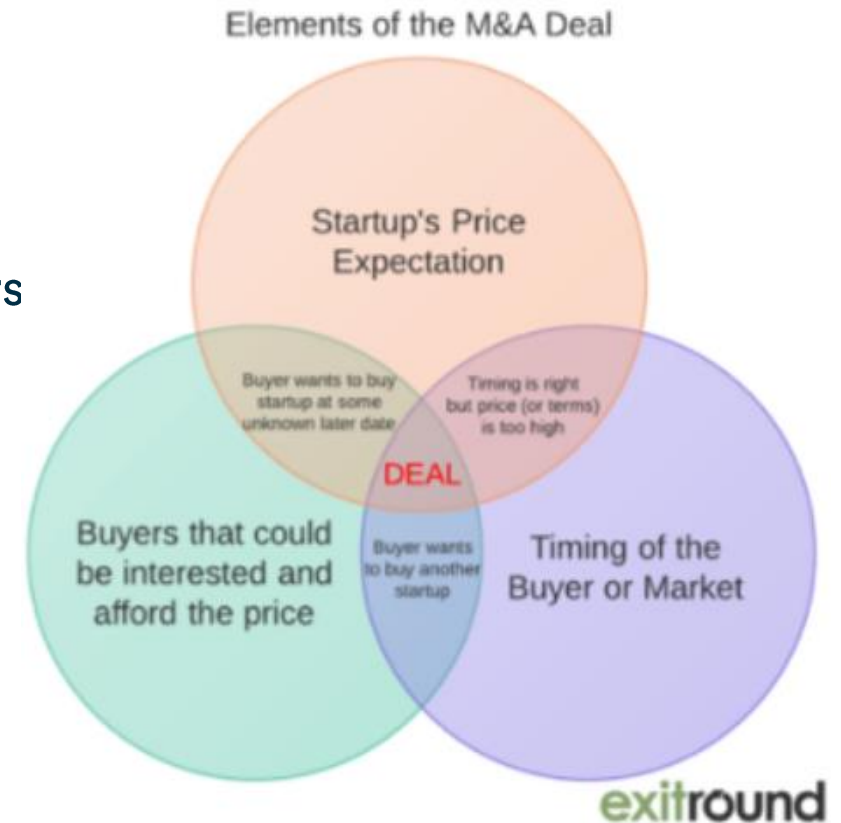 Elements of the M&A Deal
Startup's Price
Expectation
rs
Buyer wants to buy
startup at some
unknown later date
Timing is right
but price (or terms)
is too high
DEAL
Buyers that could
be interested and
afford the price
Buyer wants
to buy another
startup
Timing of the
Buyer or Market
exitround